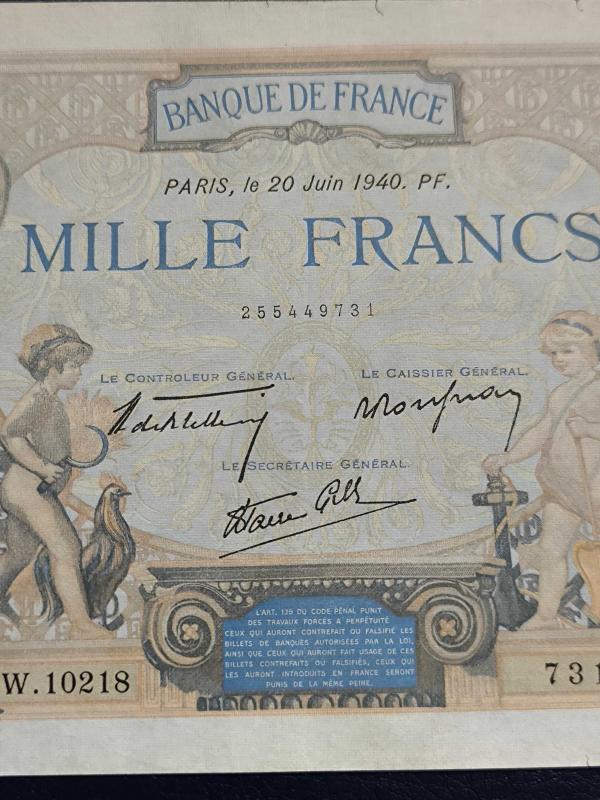 BANQUE DE FRANCE
PARIS, le 20 Juin 1940. PF.
MILLE FRANCS
255449731
LE CONTROLEUR GÉNÉRAL.
LE CAISSIER GÉNÉRAL.
LE SECRÉTAIRE GÉNÉRAL.
L'ART. 139 DU CODE PÉNAL PUNIT
DES TRAVAUX FORCÉS À PERPÉTUITÉ
CEUX QUI AURONT CONTREFAIT OU FALSIFIÉ LES
BILLETS DE BANQUES AUTORISÉES PAR LA LOI,
AINSI QUE CEUX QUI AURONT FAIT USAGE DE CES
BILLETS CONTREFAITS OU FALSIFIÉS, CEUX QUI
LES AURONT INTRODUITS EN FRANCE SERONT
PUNIS DE LA MÊME PEINE.
W.10218
731